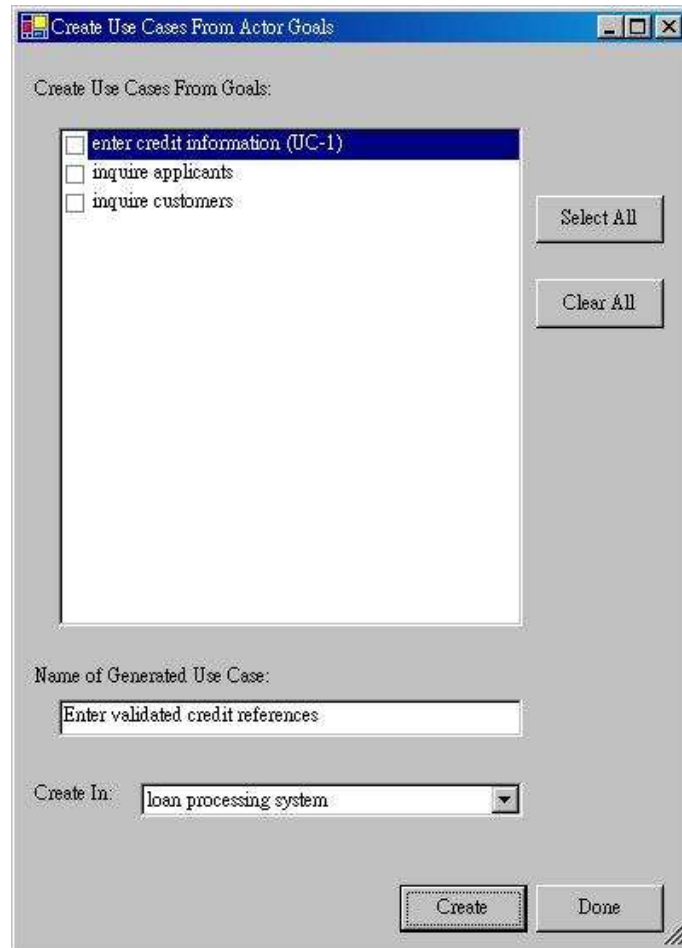 Create Use Cases From Actor Goals
Create Use Cases From Goals:
enter credit information (UC-1)
inquire applicants
inquire customers
Select All
Clear All
Name of Generated Use Case:
Enter validated credit references
Create In:
loan processing system
Create
Done